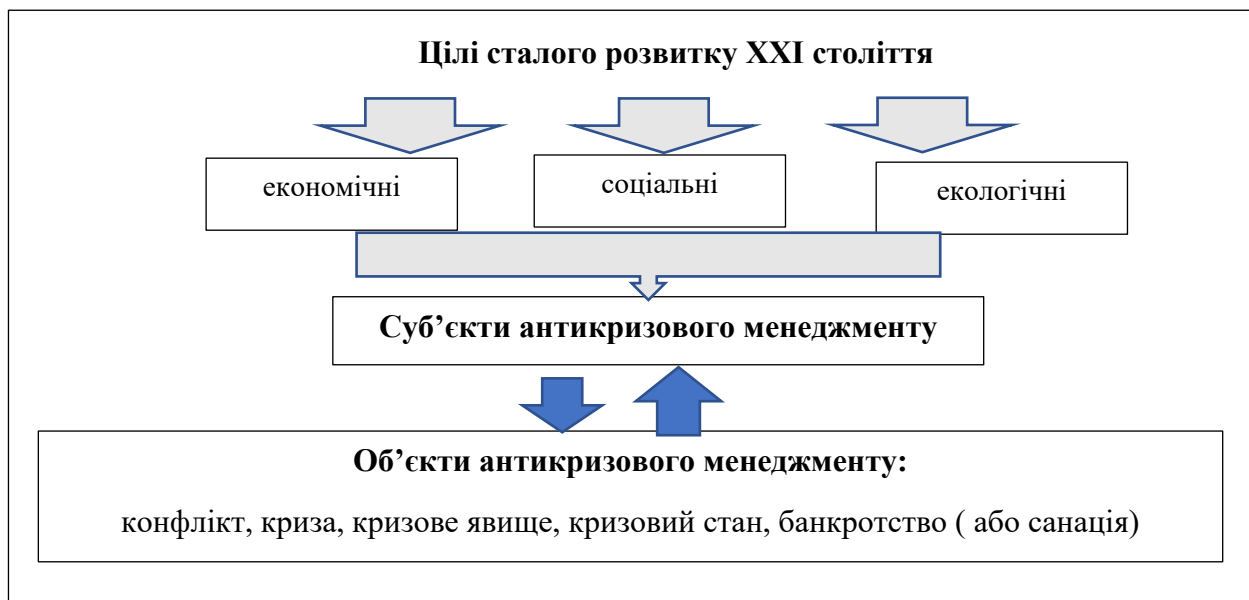 Цілі сталого розвитку ХХІ століття
економічні
соціальні
екологічні
Суб’єкти антикризового менеджменту
Об’єкти антикризового менеджменту:
конфлікт, криза, кризове явище, кризовий стан, банкротство ( або санація)